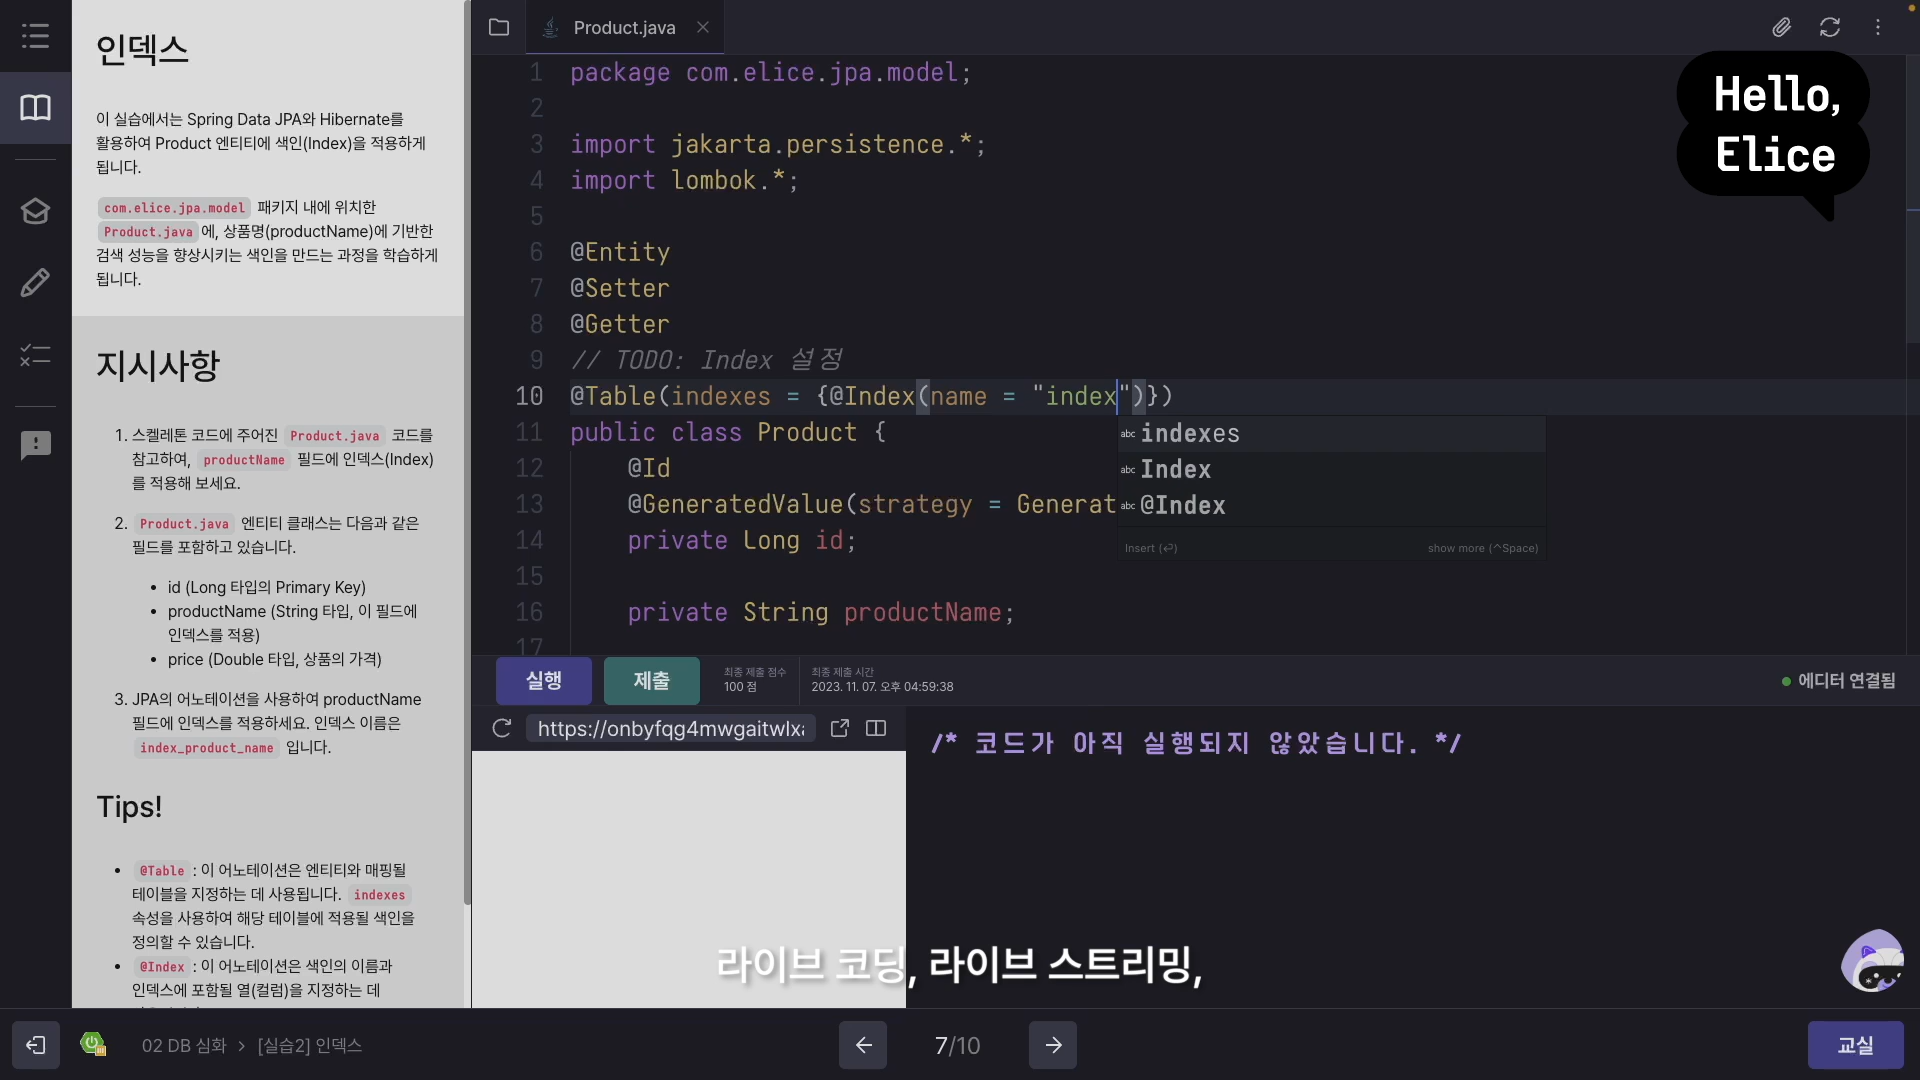 인덱스
이 실습에서는 Spring Data JPA와 Hibernate를
활용하여 Product 엔티티에 색인(Index)을 적용하게
됩니다.
com.elice.jpa.model 패키지 내에 위치한
Product.java 에, 상품명(productName)에 기반한
검색 성능을 향상시키는 색인을 만드는 과정을 학습하게
됩니다.
지시사항
1. 스켈레톤 코드에 주어진 Product.java 코드를
참고하여, productName 필드에 인덱스(Index)
를 적용해 보세요.
2. Product.java 엔티티 클래스는 다음과 같은
필드를 포함하고 있습니다.
• id (Long 타입의 Primary Key)
• productName (String 타입, 이 필드에
인덱스를 적용)
• price (Double 타입, 상품의 가격)
3. JPA의 어노테이션을 사용하여 productName
필드에 인덱스를 적용하세요. 인덱스 이름은
index_product_name 입니다.
Tips!
• @Table : 이 어노테이션은 엔티티와 매핑될
테이블을 지정하는 데 사용됩니다. indexes
속성을 사용하여 해당 테이블에 적용될 색인을
정의할 수 있습니다.
• @Index : 이 어노테이션은 색인의 이름과
인덱스에 포함될 열(컬럼)을 지정하는 데
Product.java
1 package com.elice.jpa.model;
2
3 import jakarta.persistence.*;
4 import lombok.*;
5
6 @Entity
7 @Setter
8 @Getter
9 // TODO: Index 설정
10 @Table(indexes = {@Index(name = "index")})
11 public class Product {
12 @Id
13 @GeneratedValue(strategy = Generat
14 private Long id;
15
16 private String productName;
17
abc indexes
abc Index
abc @Index
Insert (⏎) show more (^Space)
Hello,
Elice
실행 제출
최종 제출 점수
100 점
최종 제출 시간
2023. 11. 07. 오후 04:59:38
에디터 연결됨
https://onbyfqg4mwgaitwlx
/* 코드가 아직 실행되지 않았습니다. */
라이브 코딩, 라이브 스트리밍,
02 DB 심화 > [실습2] 인덱스
7/10
교실